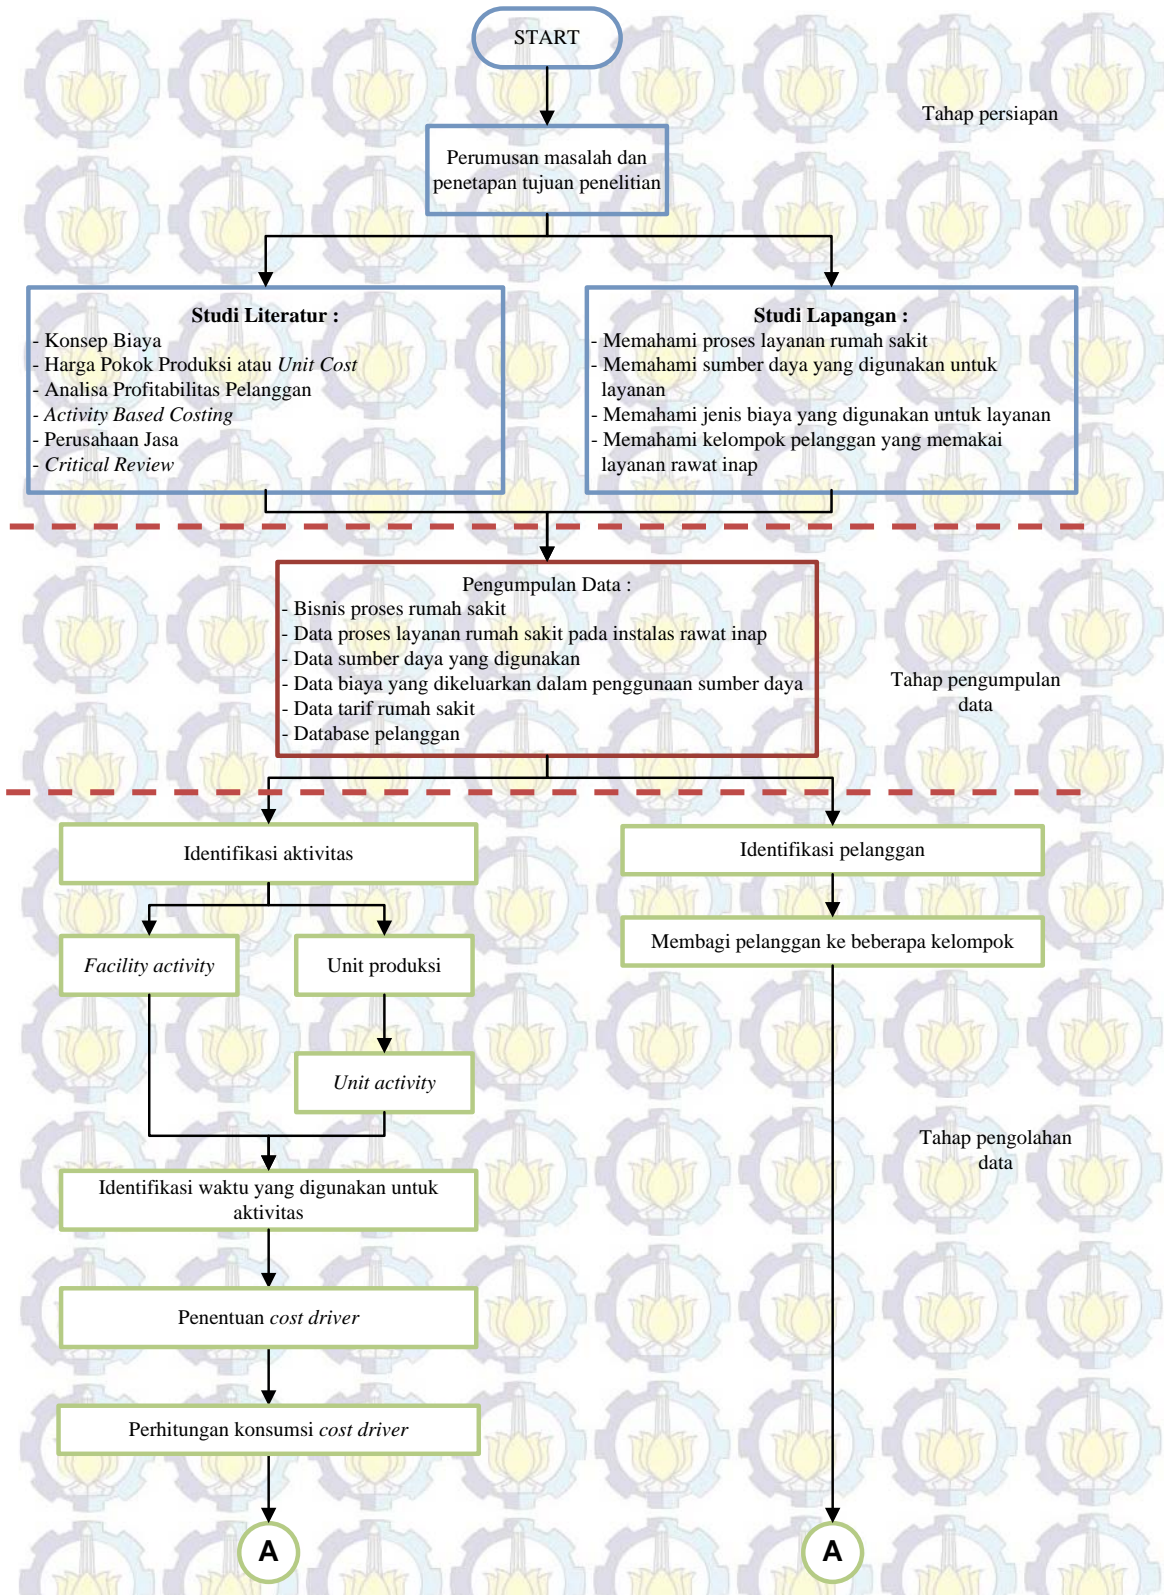 START
Tahap persiapan
Perumusan masalah dan
penetapan tujuan penelitian
Studi Literatur :
- Konsep Biaya
- Harga Pokok Produksi atau Unit Cost
- Analisa Profitabilitas Pelanggan
- Activity Based Costing
- Perusahaan Jasa
- Critical Review
Studi Lapangan :
- Memahami proses layanan rumah sakit
- Memahami sumber daya yang digunakan untuk
layanan
- Memahami jenis biaya yang digunakan untuk layanan
- Memahami kelompok pelanggan yang memakai
layanan rawat inap
Pengumpulan Data :
- Bisnis proses rumah sakit
- Data proses layanan rumah sakit pada instalas rawat inap
- Data sumber daya yang digunakan
- Data biaya yang dikeluarkan dalam penggunaan sumber daya
- Data tarif rumah sakit
- Database pelanggan
Tahap pengumpulan
data
Identifikasi aktivitas
Identifikasi pelanggan
Facility activity
Unit produksi
Membagi pelanggan ke beberapa kelompok
Unit activity
Tahap pengolahan
data
Identifikasi waktu yang digunakan untuk
aktivitas
Penentuan cost driver
Perhitungan konsumsi cost driver
A
A